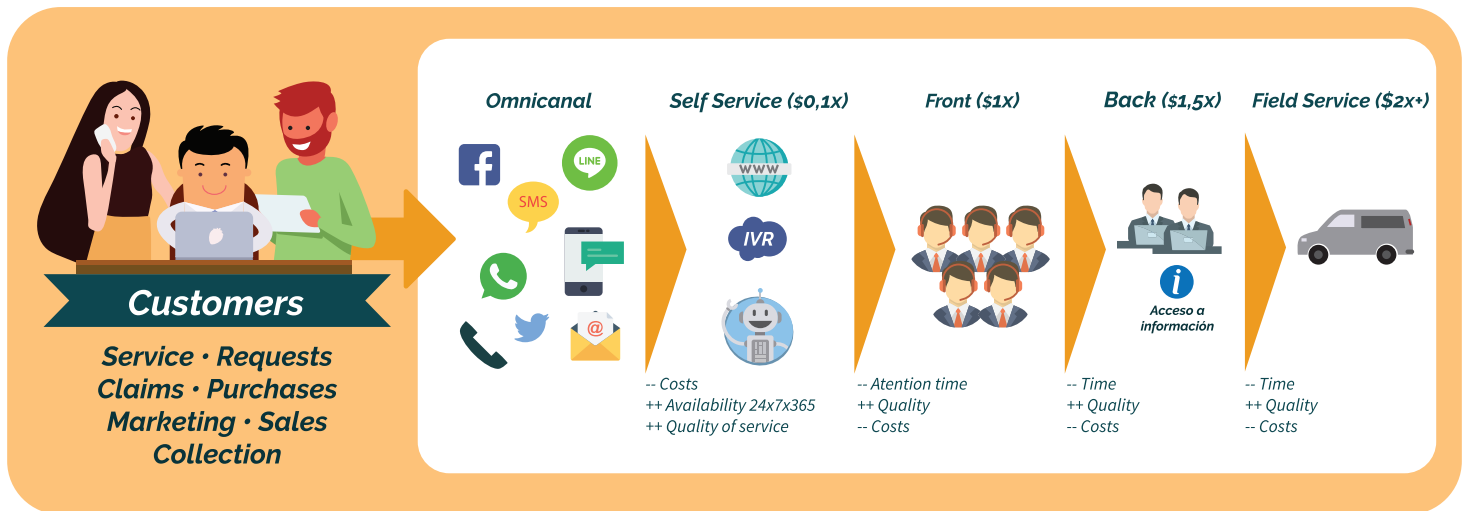 Customers
Service • Requests
Claims • Purchases
Marketing • Sales
Collection
Omnicanal
LINE
SMS
@
Self Service ($0,1x)
WWW
IVR
-- Costs
++ Availability 24x7x365
++ Quality of service
Front ($1x)
-- Atention time
++ Quality
-- Costs
Back ($1,5x)
i
Acceso a
información
-- Time
++ Quality
-- Costs
Field Service ($2x+)
-- Time
++ Quality
-- Costs